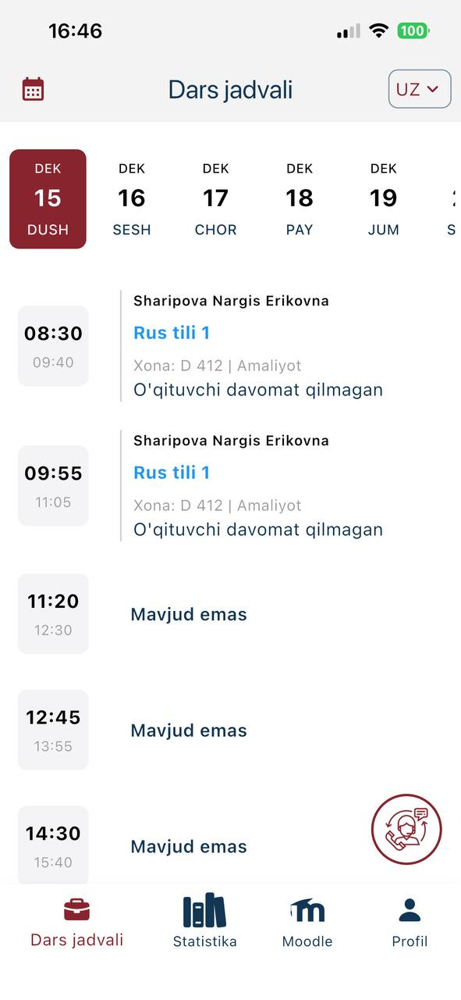 16:46
100
Dars jadvali
UZ
DEK DEK DEK DEK DEK
15 16 17 18 19
DUSH SESH CHOR PAY JUM S
08:30
09:40
Sharipova Nargis Erikovna
Rus tili 1
Xona: D 412 | Amaliyot
O'qituvchi davomat qilmagan
09:55
11:05
Sharipova Nargis Erikovna
Rus tili 1
Xona: D 412 | Amaliyot
O'qituvchi davomat qilmagan
11:20
12:30
Mavjud emas
12:45
13:55
Mavjud emas
14:30
15:40
Mavjud emas
Dars jadvali Statistika Moodle Profil